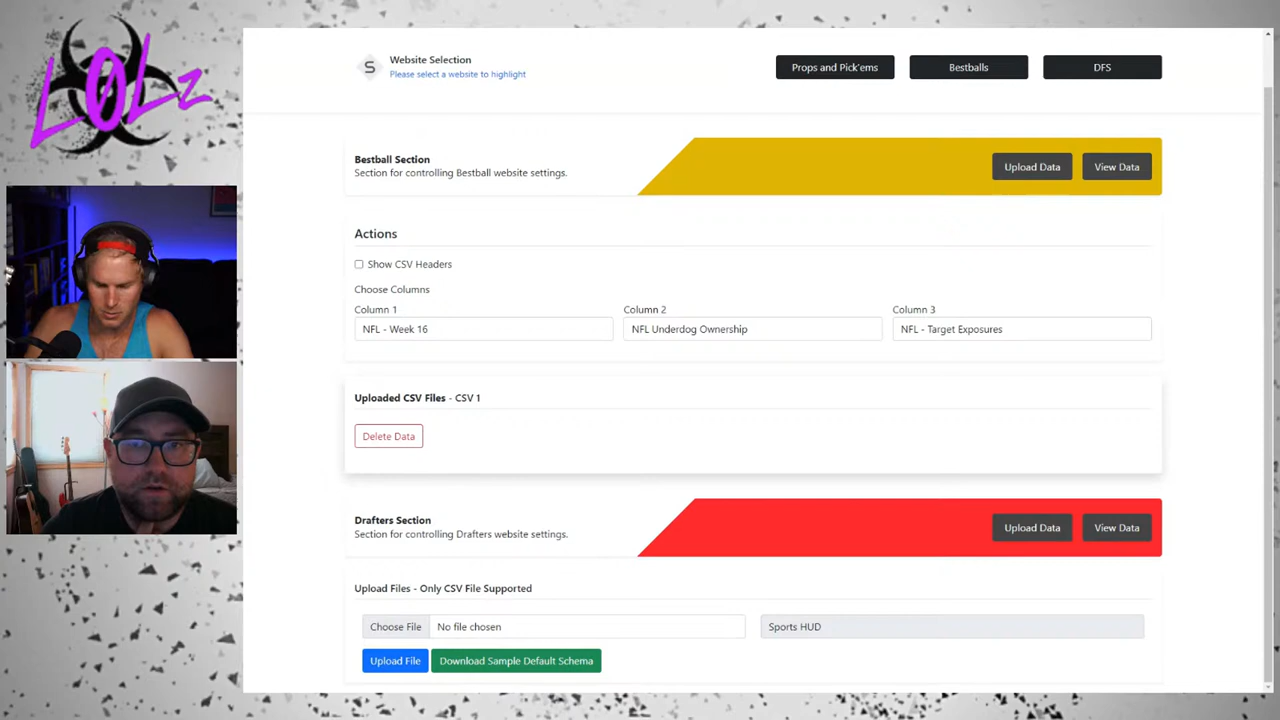 L0Lz
S
Website Selection
Please select a website to highlight
Props and Pick'ems
Bestballs
DFS
Bestball Section
Section for controlling Bestball website settings.
Upload Data
View Data
Actions
Show CSV Headers
Choose Columns
Column 1
Column 2
Column 3
NFL - Week 16
NFL Underdog Ownership
NFL - Target Exposures
Uploaded CSV Files - CSV 1
Delete Data
Drafters Section
Section for controlling Drafters website settings.
Upload Data
View Data
Upload Files - Only CSV File Supported
Choose File
No file chosen
Sports HUD
Upload File
Download Sample Default Schema